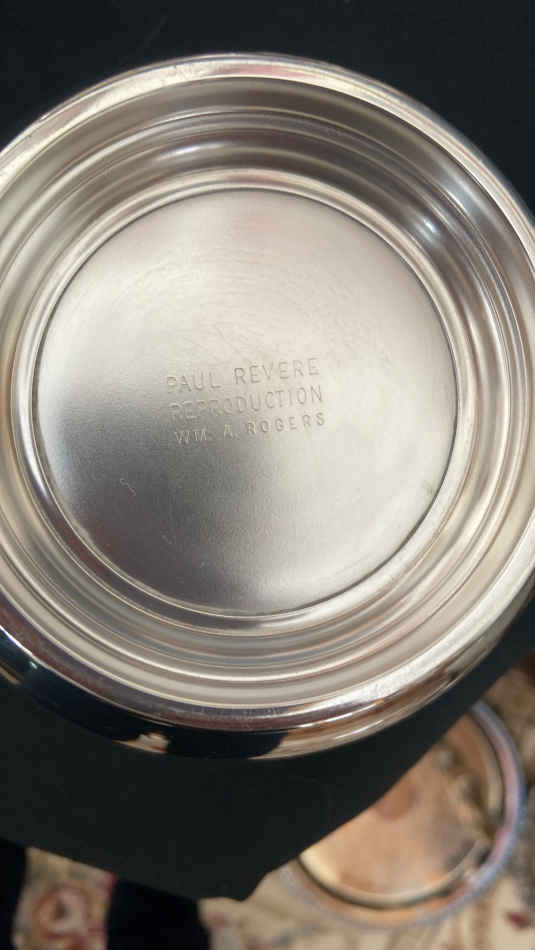 PAUL REVERE
REPRODUCTION
WM. A. ROGERS